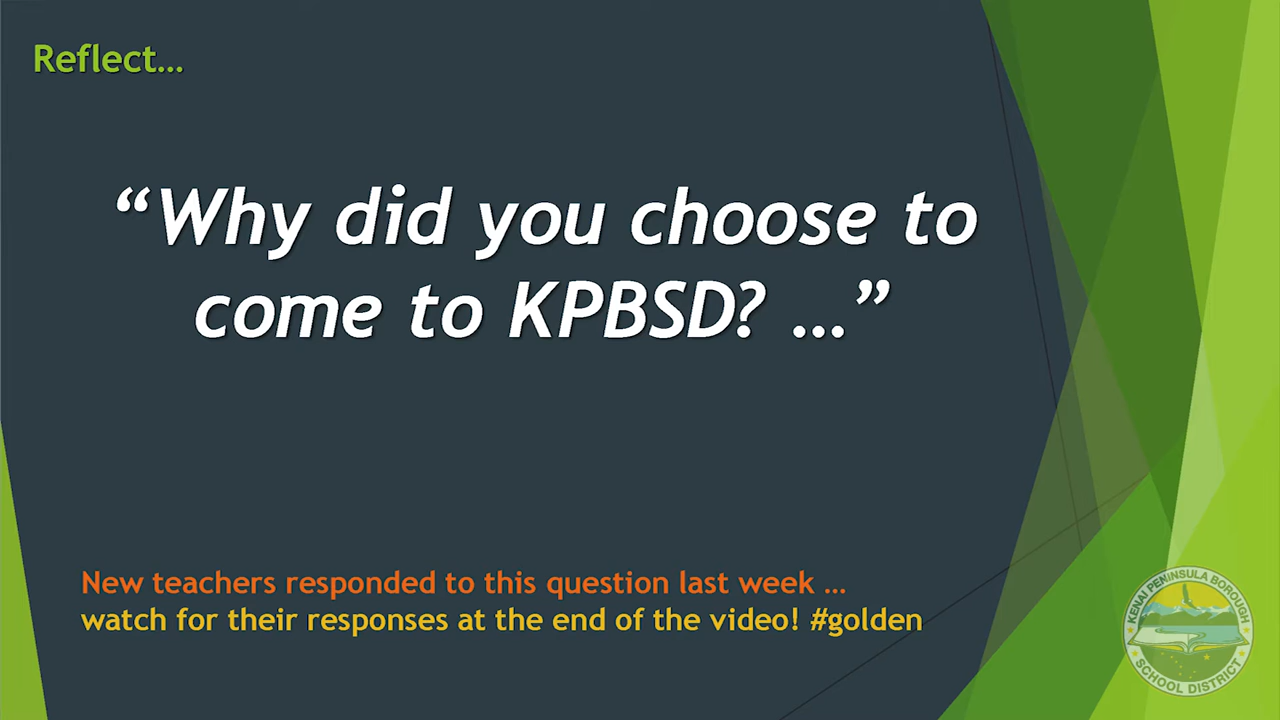 Reflect…
“Why did you choose to
come to KPBSD? …”
New teachers responded to this question last week …
watch for their responses at the end of the video! #golden
KENAI PENINSULA BOROUGH
SCHOOL DISTRICT